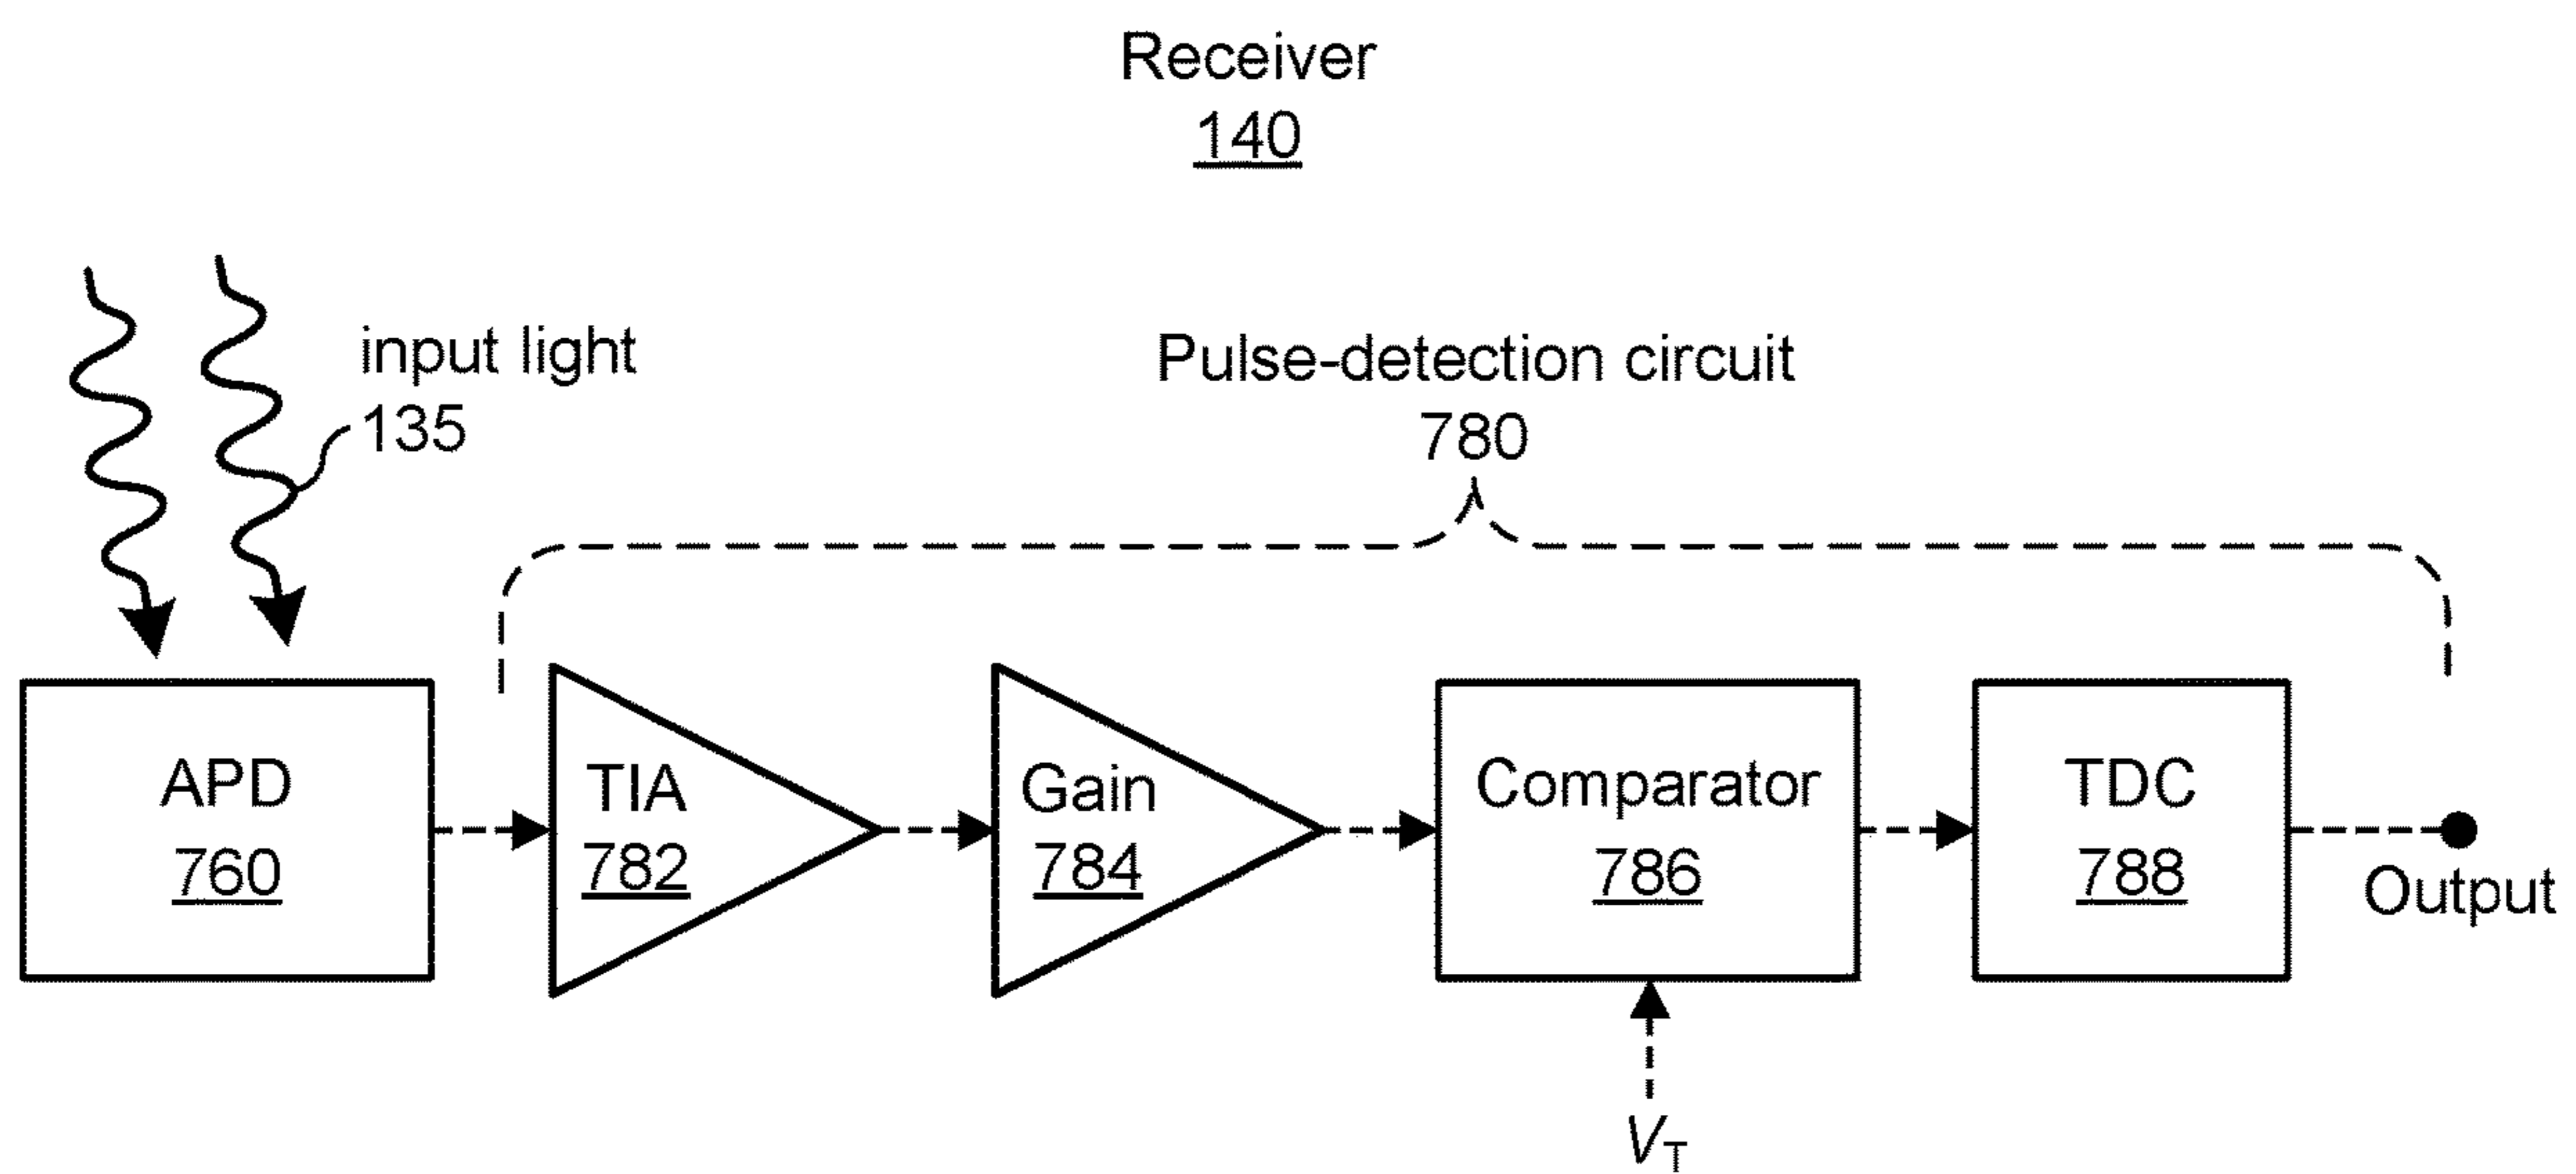 Receiver
140
input light
135
Pulse-detection circuit
780
APD
760
TIA
782
Gain
784
Comparator
786
TDC
788
Output
VT